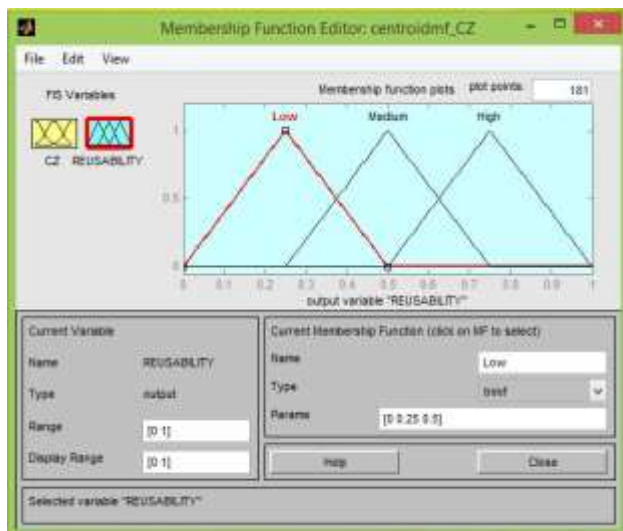 Membership Function Editor: centroidmf_CZ
File Edit View
FIS Variables
Membership function plots
plot points:
181
CZ
REUSABILITY
Low
Medium
High
1
0.5
0
0 0.1 0.2 0.3 0.4 0.5 0.6 0.7 0.8 0.9 1
output variable "REUSABILITY"
Current Variable
Name
REUSABILITY
Type
output
Range
[0 1]
Display Range
[0 1]
Current Membership Function (click on MF to select)
Name
Low
Type
trimf
Params
[0 0.25 0.5]
Help
Close
Selected variable "REUSABILITY"